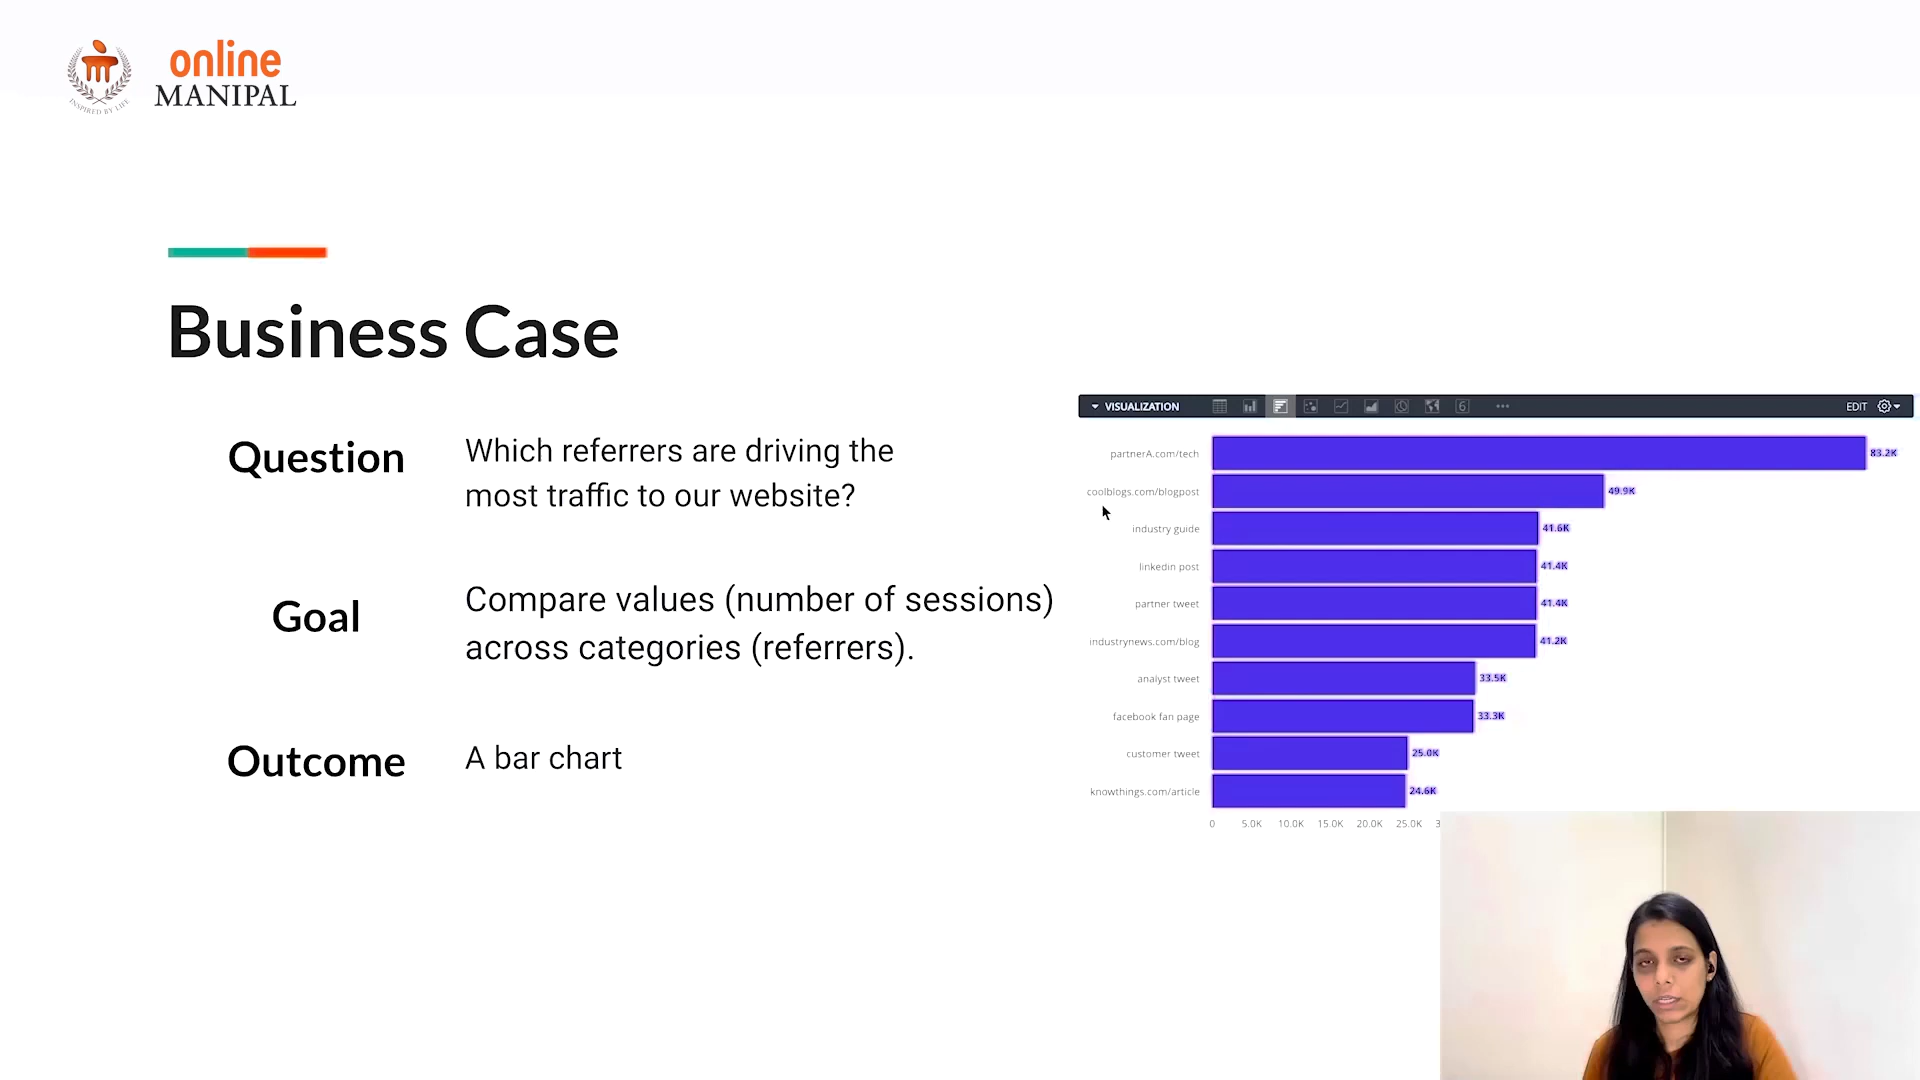 online
MANIPAL
INSPIRED BY LIFE
Business Case
Question
Which referrers are driving the
most traffic to our website?
Goal
Compare values (number of sessions)
across categories (referrers).
Outcome
A bar chart
VISUALIZATION
6
EDIT
partnerA.com/tech 83.2K
coolblogs.com/blogpost 49.9K
industry guide 41.6K
linkedin post 41.4K
partner tweet 41.4K
industrynews.com/blog 41.2K
analyst tweet 33.5K
facebook fan page 33.3K
customer tweet 25.0K
knowthings.com/article 24.6K
0 5.0K 10.0K 15.0K 20.0K 25.0K